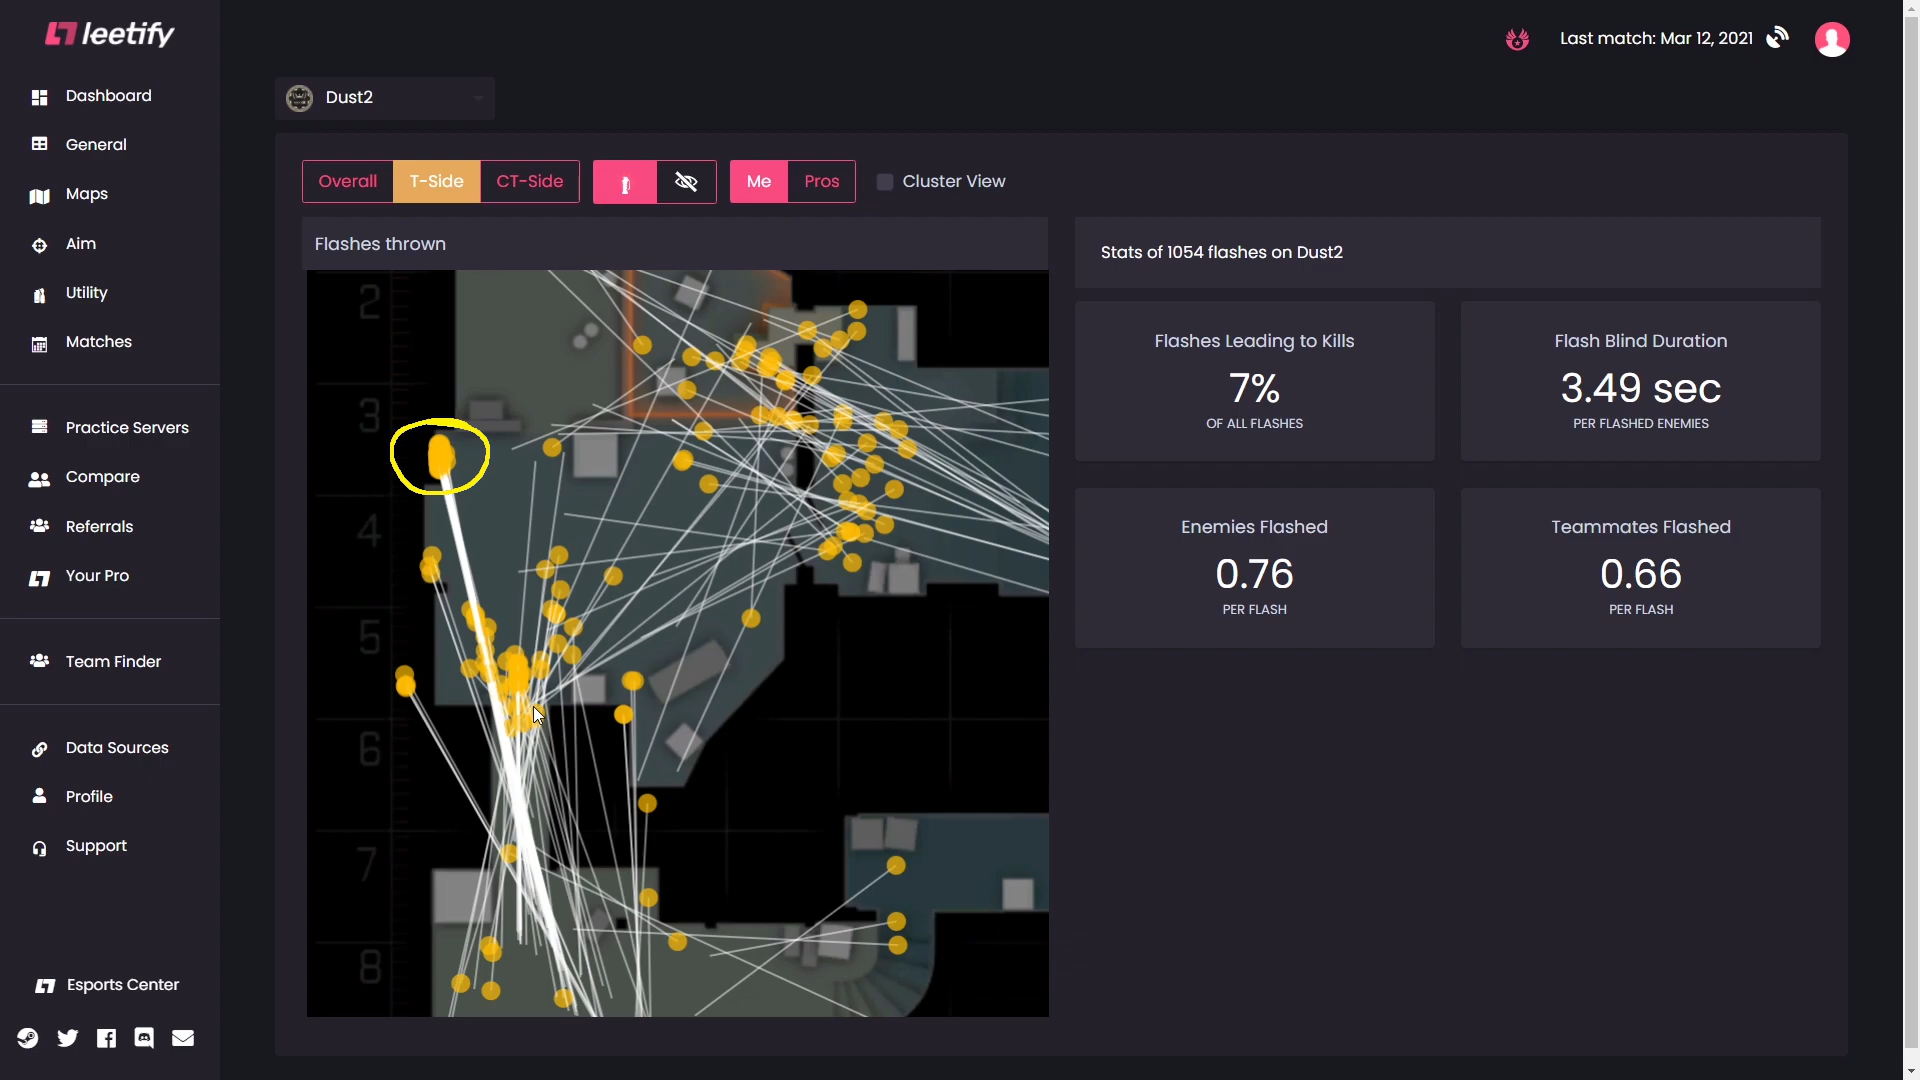 leetify
Last match: Mar 12, 2021
Dashboard
General
Maps
Aim
Utility
Matches
Practice Servers
Compare
Referrals
Your Pro
Team Finder
Data Sources
Profile
Support
Esports Center
Dust2
Overall
T-Side
CT-Side
Me
Pros
Cluster View
Flashes thrown
2
3
4
5
6
7
8
Stats of 1054 flashes on Dust2
Flashes Leading to Kills
7%
OF ALL FLASHES
Flash Blind Duration
3.49 sec
PER FLASHED ENEMIES
Enemies Flashed
0.76
PER FLASH
Teammates Flashed
0.66
PER FLASH